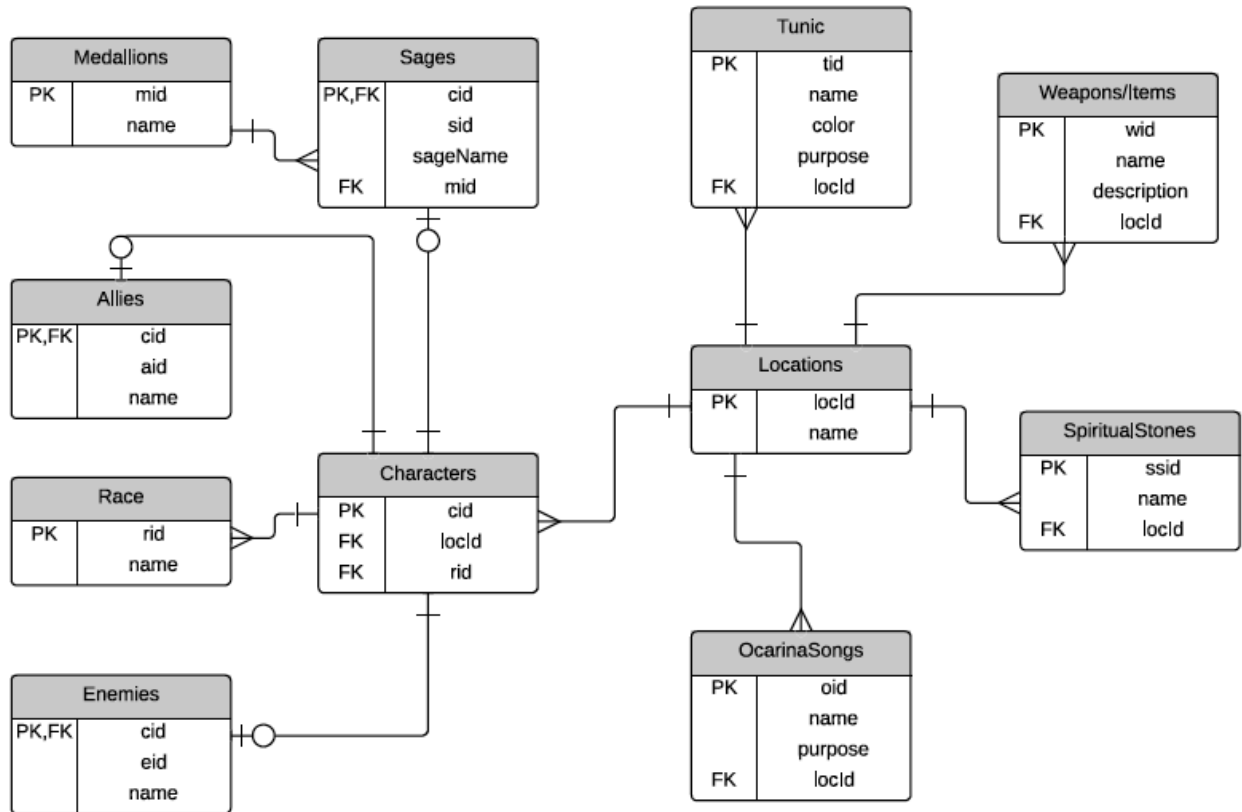 Medallions
PK mid
name
Sages
PK,FK cid
sid
sageName
FK mid
Tunic
PK tid
name
color
purpose
FK locId
Weapons/Items
PK wid
name
description
FK locId
Allies
PK,FK cid
aid
name
Locations
PK locId
name
SpiritualStones
PK ssid
name
FK locId
Race
PK rid
name
Characters
PK cid
FK locId
FK rid
Enemies
PK,FK cid
eid
name
OcarinaSongs
PK oid
name
purpose
FK locId